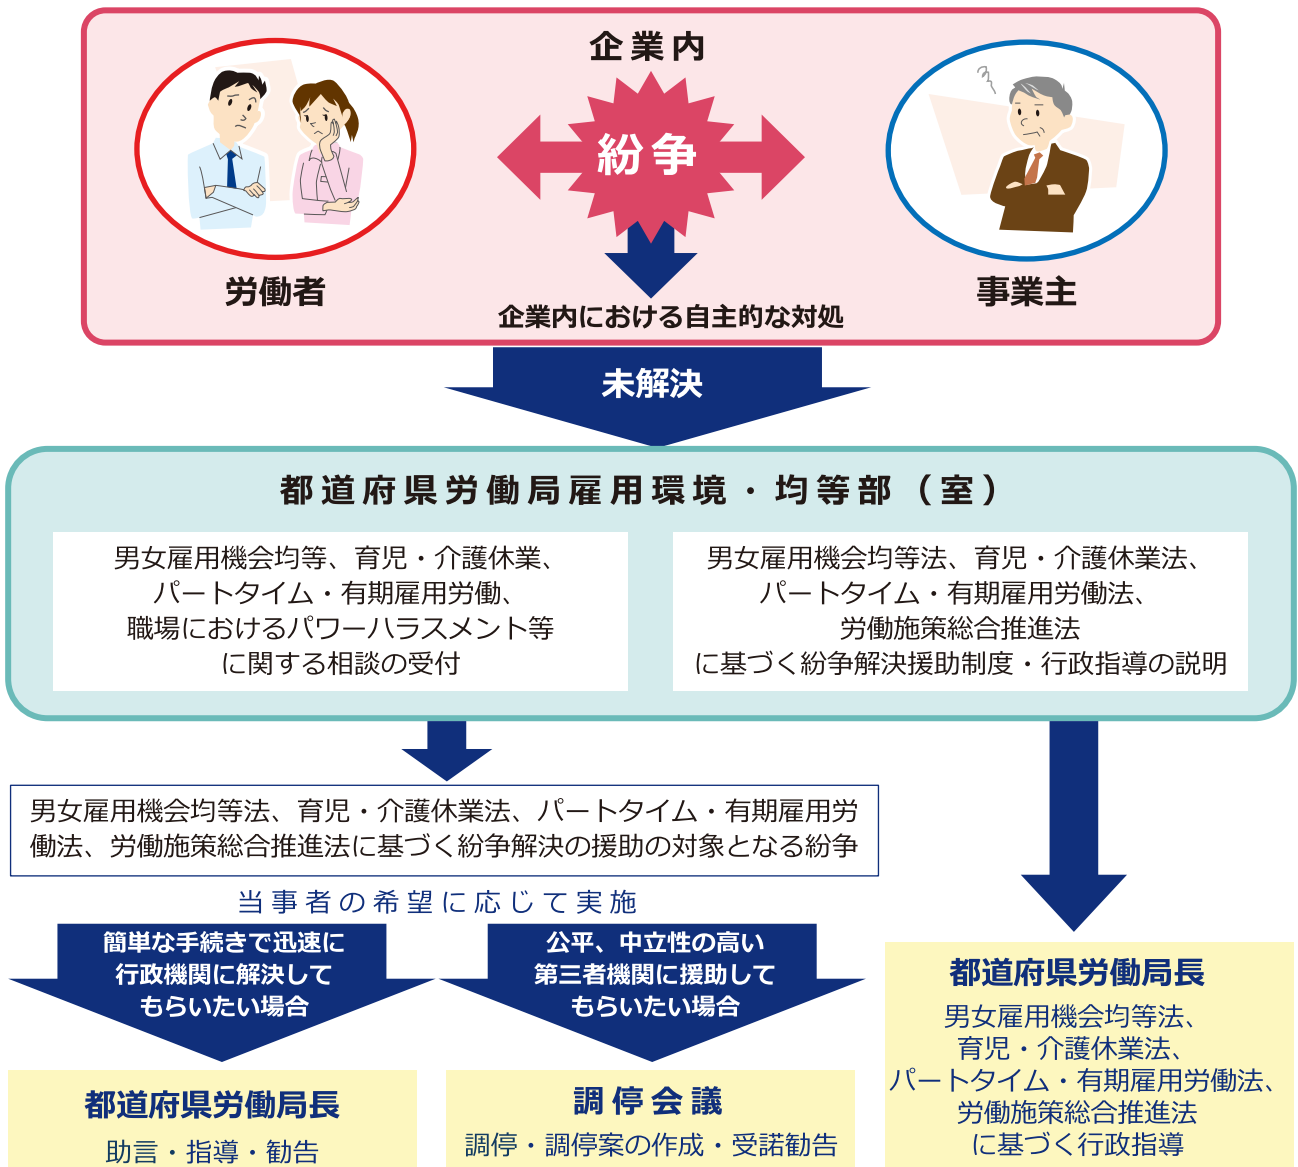 企業内
紛争
労働者
事業主
企業内における自主的な対処
未解決
都道府県労働局雇用環境・均等部（室）
男女雇用機会均等、育児・介護休業、
パートタイム・有期雇用労働、
職場におけるパワーハラスメント等
に関する相談の受付
男女雇用機会均等法、育児・介護休業法、
パートタイム・有期雇用労働法、
労働施策総合推進法
に基づく紛争解決援助制度・行政指導の説明
男女雇用機会均等法、育児・介護休業法、パートタイム・有期雇用労
働法、労働施策総合推進法に基づく紛争解決の援助の対象となる紛争
当事者の希望に応じて実施
簡単な手続きで迅速に
行政機関に解決して
もらいたい場合
公平、中立性の高い
第三者機関に援助して
もらいたい場合
都道府県労働局長
助言・指導・勧告
調停会議
調停・調停案の作成・受諾勧告
都道府県労働局長
男女雇用機会均等法、
育児・介護休業法、
パートタイム・有期雇用労働法、
労働施策総合推進法
に基づく行政指導